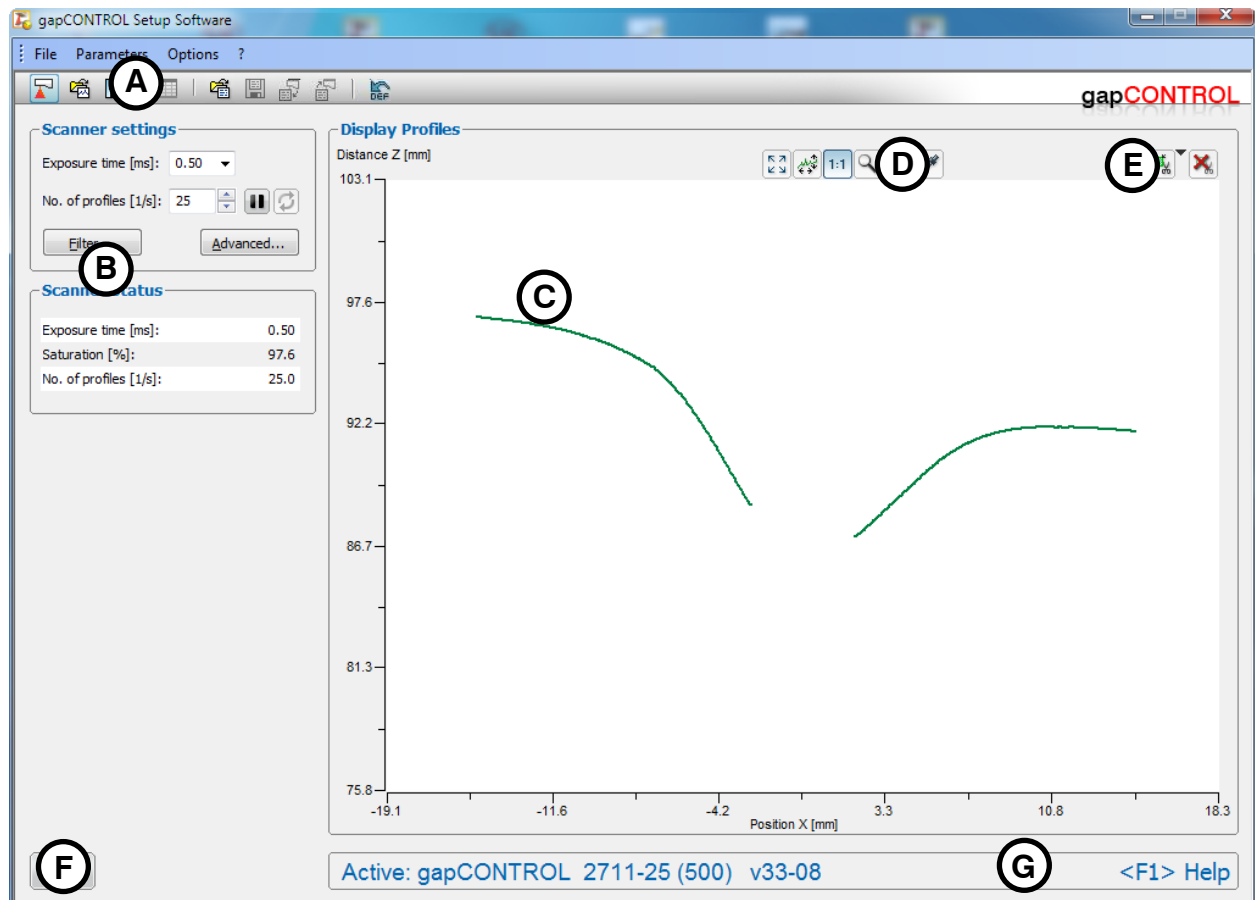 gapCONTROL Setup Software
File Parameters Options ?
A
DEF
gapCONTROL
Scanner settings
Exposure time [ms]: 0.50
No. of profiles [1/s]: 25
Advanced...
B
Scanner status
Exposure time [ms]: 0.50
Saturation [%]: 97.6
No. of profiles [1/s]: 25.0
Display Profiles
Distance Z [mm]
1:1
D
E
103.1
97.6
C
92.2
86.7
81.3
75.8
-19.1 -11.6 -4.2 3.3 10.8 18.3
Position X [mm]
F
Active: gapCONTROL 2711-25 (500) v33-08
G
<F1> Help